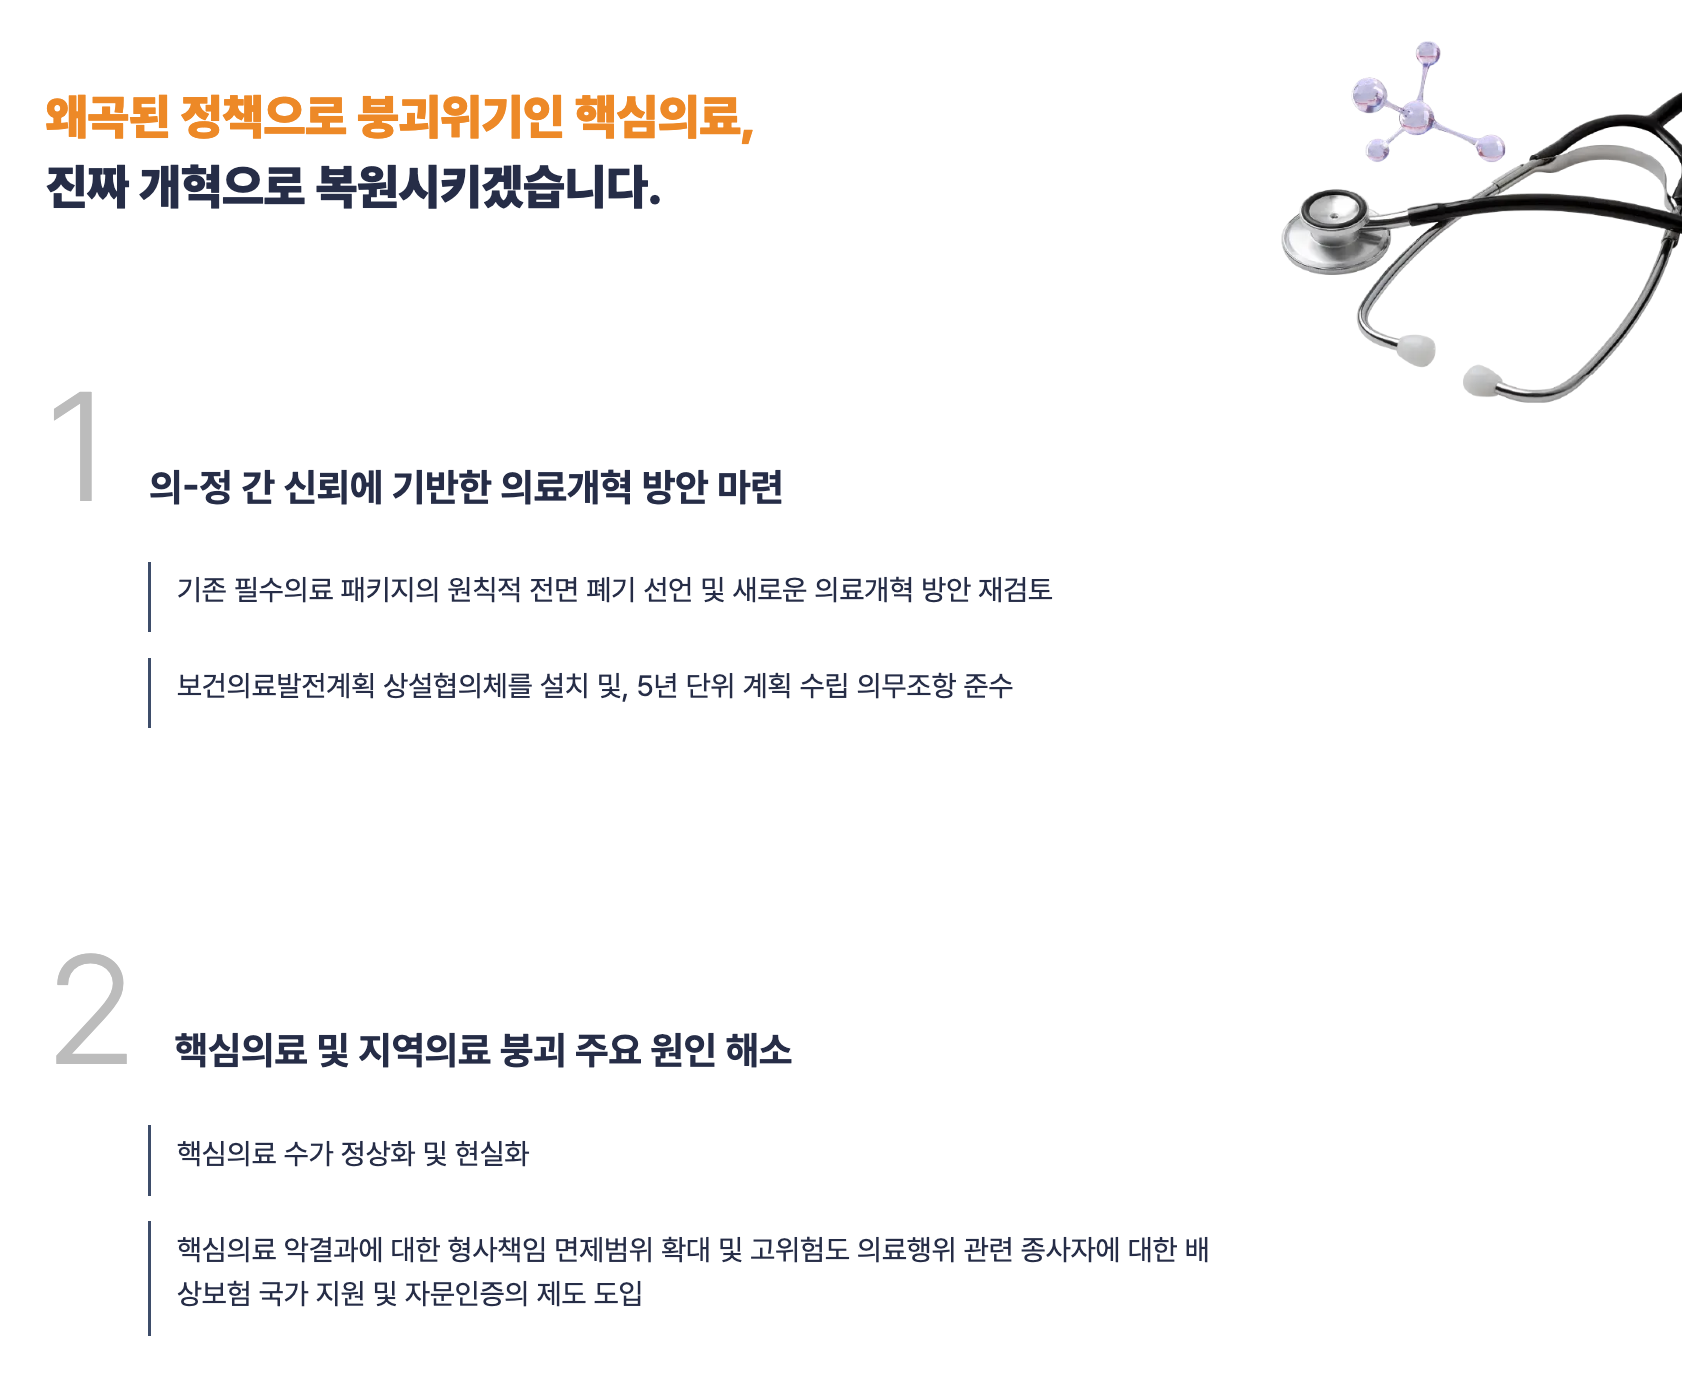 왜곡된 정책으로 붕괴위기인 핵심의료,
진짜 개혁으로 복원시키겠습니다.
1
의-정 간 신뢰에 기반한 의료개혁 방안 마련
기존 필수의료 패키지의 원칙적 전면 폐기 선언 및 새로운 의료개혁 방안 재검토
보건의료발전계획 상설협의체를 설치 및, 5년 단위 계획 수립 의무조항 준수
2
핵심의료 및 지역의료 붕괴 주요 원인 해소
핵심의료 수가 정상화 및 현실화
핵심의료 악결과에 대한 형사책임 면제범위 확대 및 고위험도 의료행위 관련 종사자에 대한 배
상보험 국가 지원 및 자문인증의 제도 도입